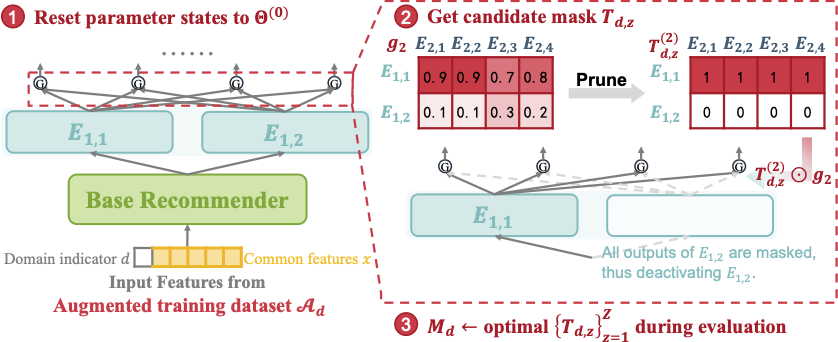 1 Reset parameter states to Θ^(0)
......
G G G G
E_{1,1} E_{1,2}
Base Recommender
Domain indicator d Common features x
Input Features from
Augmented training dataset 𝒜_d
2 Get candidate mask T_{d,z}
g_2 E_{2,1} E_{2,2} E_{2,3} E_{2,4}
E_{1,1} 0.9 0.9 0.7 0.8
E_{1,2} 0.1 0.1 0.3 0.2
Prune
T_{d,z}^{(2)} E_{2,1} E_{2,2} E_{2,3} E_{2,4}
E_{1,1} 1 1 1 1
E_{1,2} 0 0 0 0
G G G G
T_{d,z}^{(2)} ⊙ g_2
E_{1,1}
All outputs of E_{1,2} are masked,
thus deactivating E_{1,2}.
3 M_d ← optimal {T_{d,z}}_{z=1}^{Z} during evaluation